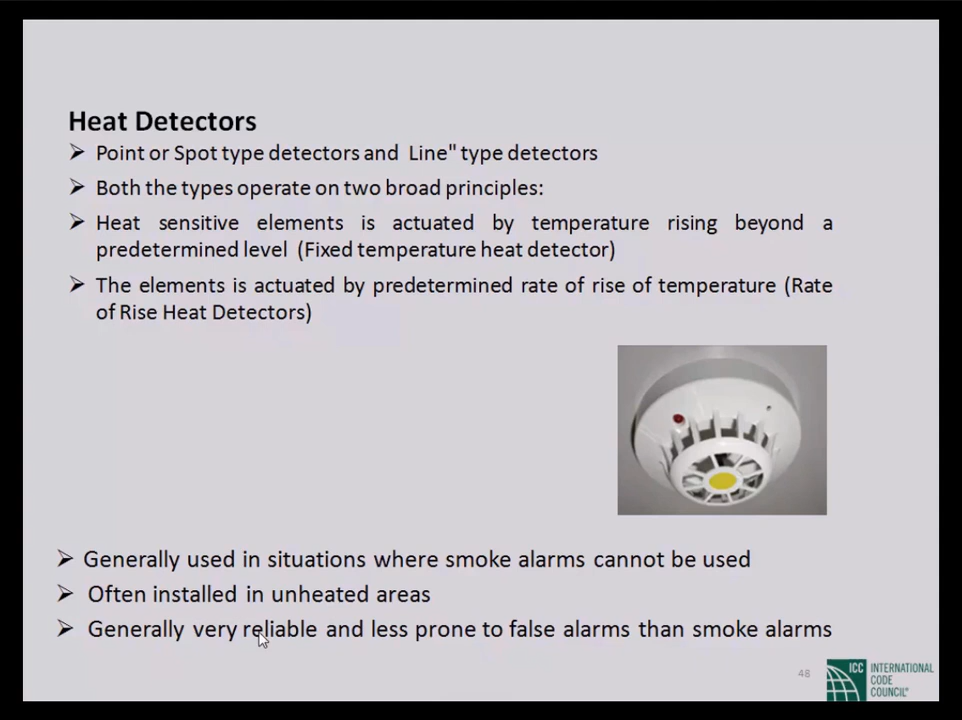 Heat Detectors
➢ Point or Spot type detectors and Line" type detectors
➢ Both the types operate on two broad principles:
➢ Heat sensitive elements is actuated by temperature rising beyond a
predetermined level (Fixed temperature heat detector)
➢ The elements is actuated by predetermined rate of rise of temperature (Rate
of Rise Heat Detectors)
➢ Generally used in situations where smoke alarms cannot be used
➢ Often installed in unheated areas
➢ Generally very reliable and less prone to false alarms than smoke alarms
48
ICC
INTERNATIONAL
CODE
COUNCIL®